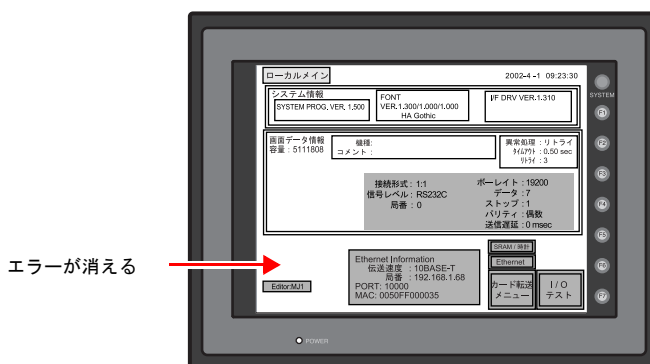 ローカルメイン
2002-4 -1 09:23:30
システム情報
SYSTEM PROG. VER. 1,500
FONT
VER.1.300/1.000/1.000
HA Gothic
I/F DRV VER.1.310
SYSTEM
F1
画面データ情報
容量 : 5111808
機種:
コメント :
異常処理 : リトライ
タイムアウト : 0.50 sec
リトライ : 3
F2
F3
接続形式 : 1:1
信号レベル : RS232C
局番 : 0
ボーレイト : 19200
データ : 7
ストップ : 1
パリティ : 偶数
送信遅延 : 0 msec
F4
F5
エラーが消える
SRAM / 時計
Ethernet
Ethernet Information
伝送速度 : 10BASE-T
局番 : 192.168.1.68
PORT: 10000
MAC: 0050FF000035
F6
Editor:MJ1
カード転送
メニュー
I / O
テスト
F7
POWER